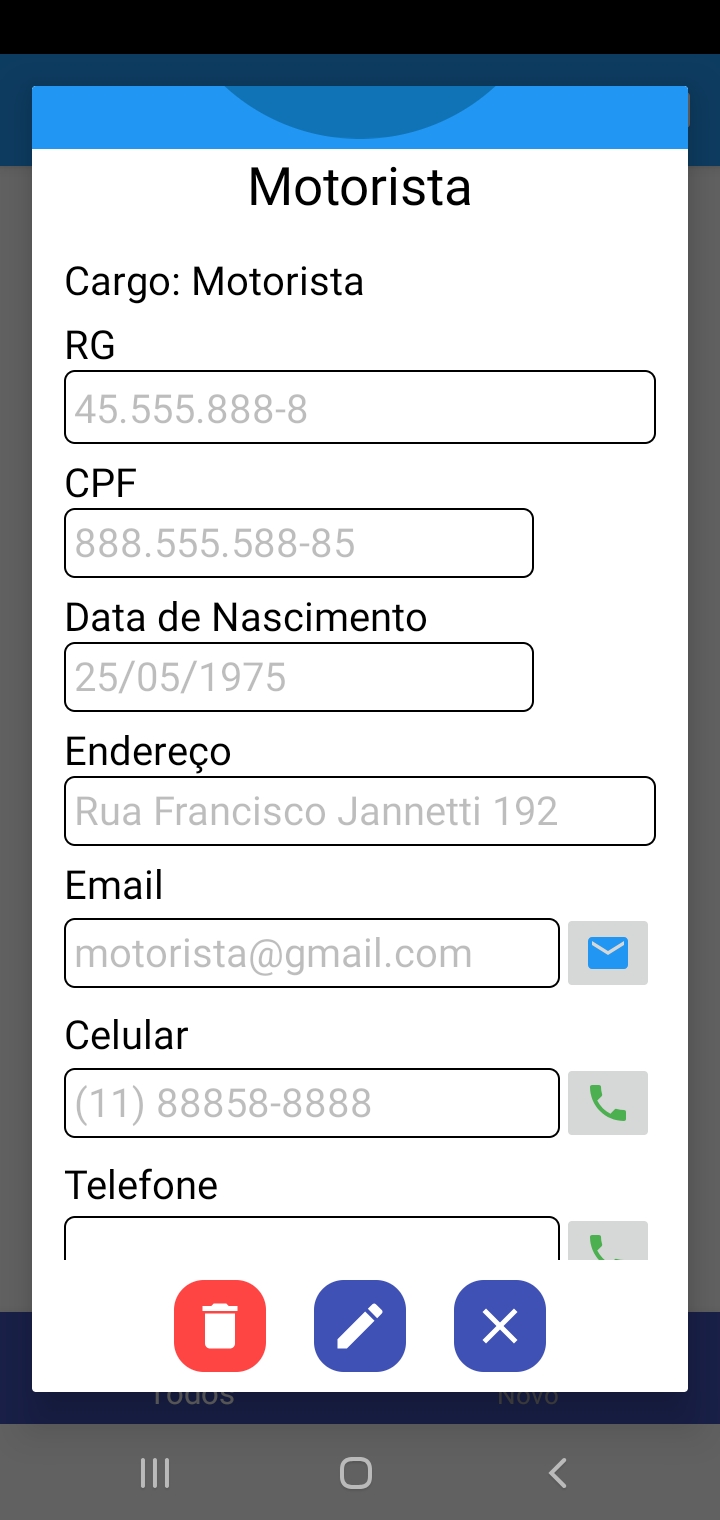 Motorista
Cargo: Motorista
RG
45.555.888-8
CPF
888.555.588-85
Data de Nascimento
25/05/1975
Endereço
Rua Francisco Jannetti 192
Email
motorista@gmail.com
Celular
(11) 88858-8888
Telefone
Todos
Novo